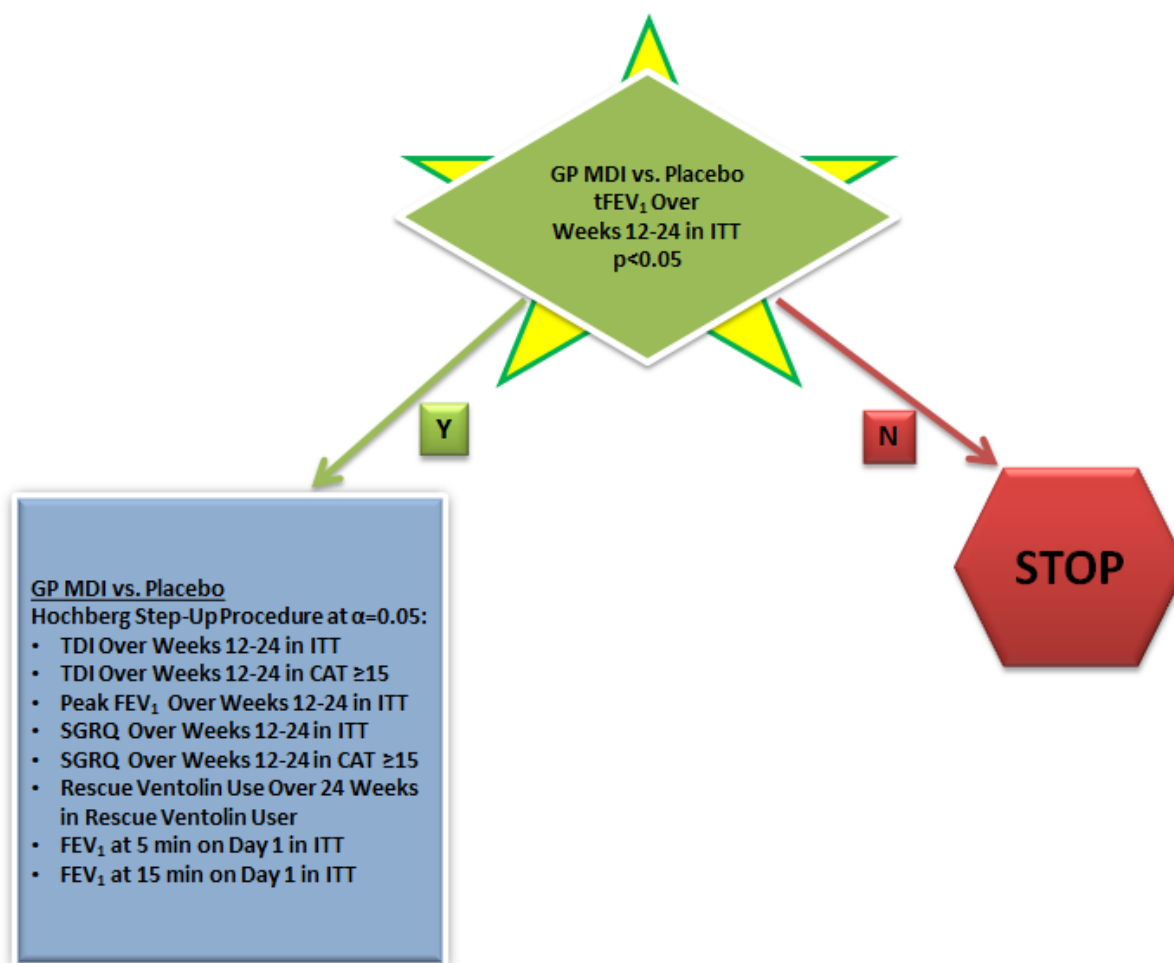 GP MDI vs. Placebo
tFEV₁ Over
Weeks 12-24 in ITT
p<0.05
Y
N
STOP
GP MDI vs. Placebo
Hochberg Step-Up Procedure at α=0.05:
• TDI Over Weeks 12-24 in ITT
• TDI Over Weeks 12-24 in CAT ≥15
• Peak FEV₁ Over Weeks 12-24 in ITT
• SGRQ Over Weeks 12-24 in ITT
• SGRQ Over Weeks 12-24 in CAT ≥15
• Rescue Ventolin Use Over 24 Weeks
in Rescue Ventolin User
• FEV₁ at 5 min on Day 1 in ITT
• FEV₁ at 15 min on Day 1 in ITT